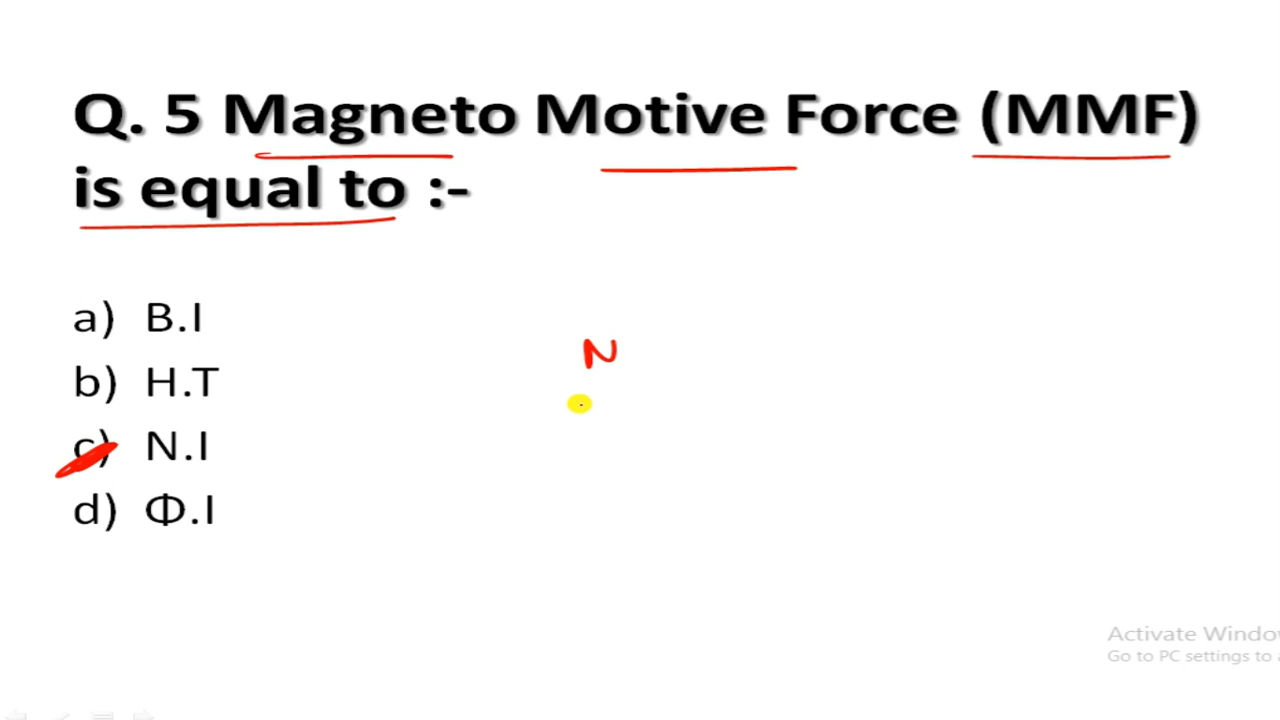 Q. 5 Magneto Motive Force (MMF)
is equal to :-
a) B.I
b) H.T
N
c) N.I
d) Φ.I
Activate Windo
Go to PC settings to a